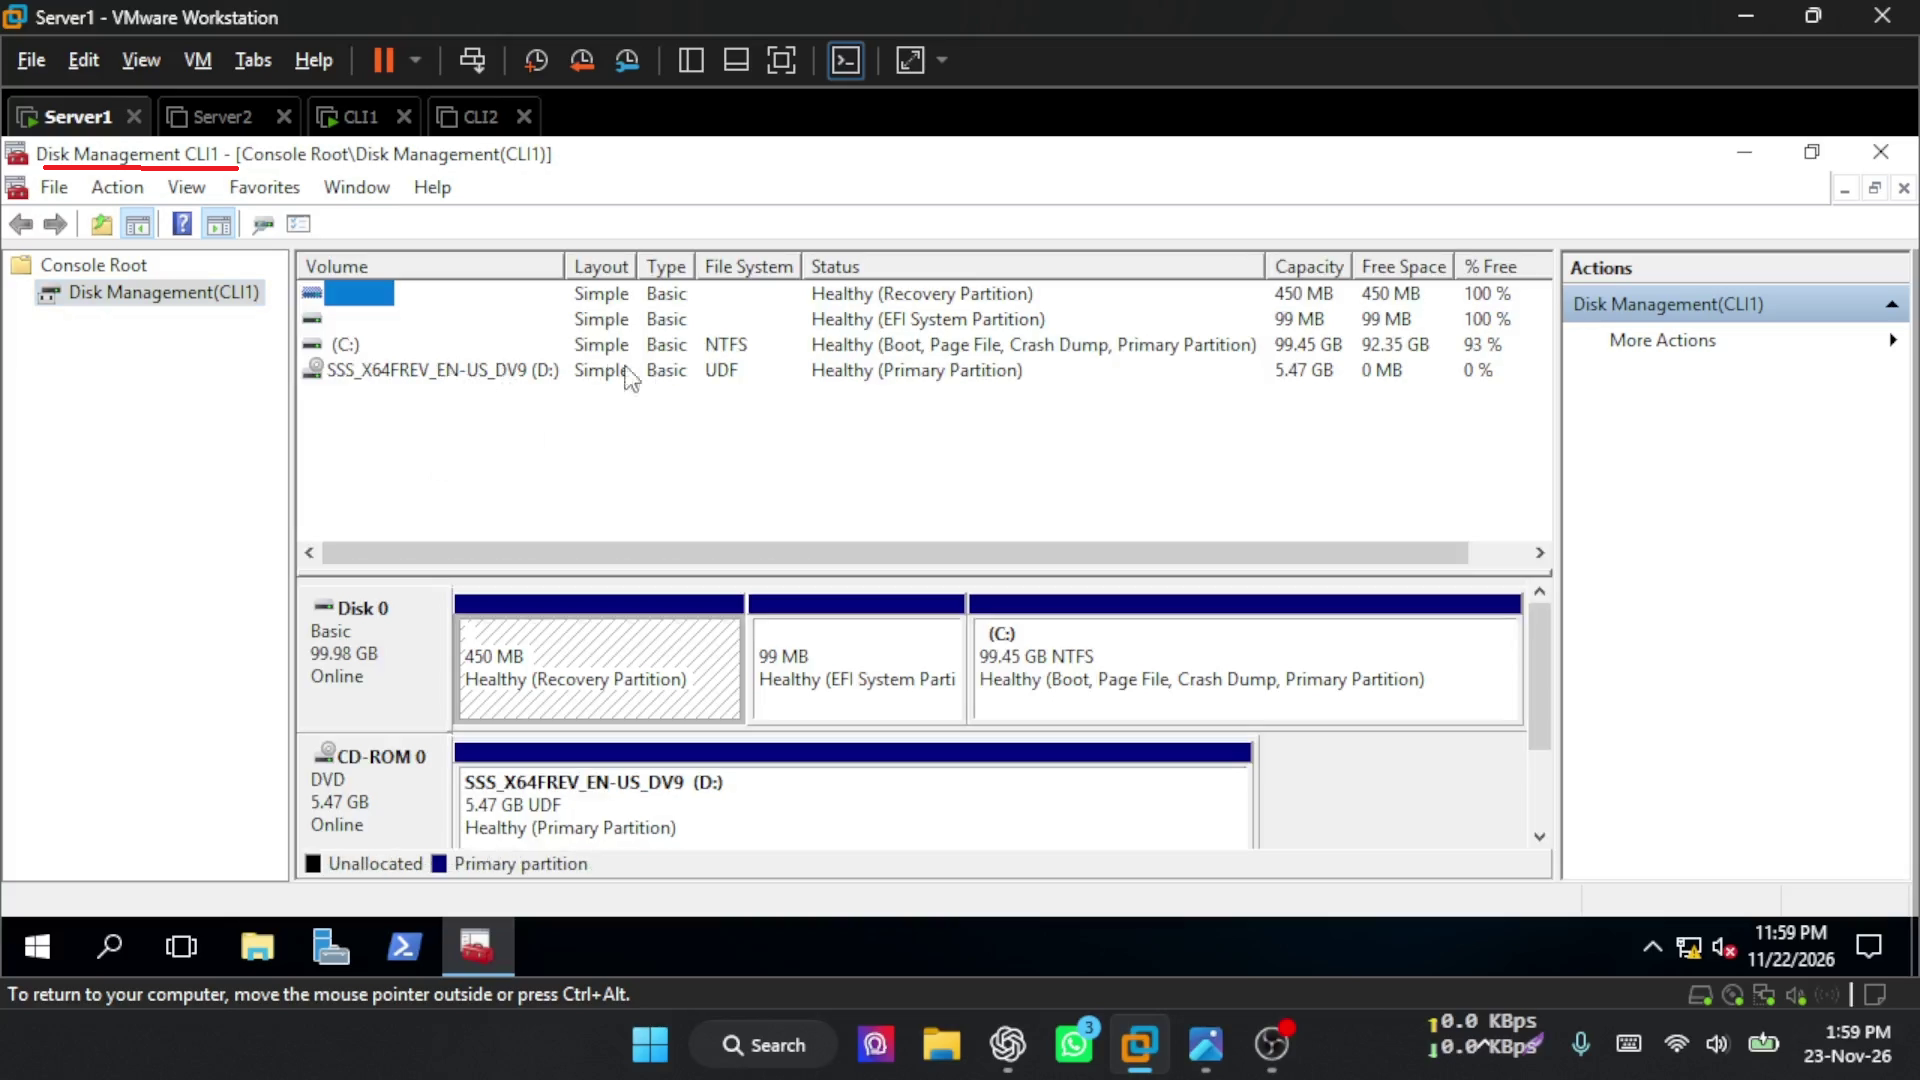 Server1 - VMware Workstation
File Edit View VM Tabs Help
Server1 Server2 CLI1 CLI2
Disk Management CLI1 - [Console Root\Disk Management(CLI1)]
File Action View Favorites Window Help
Console Root
Disk Management(CLI1)
Volume Layout Type File System Status Capacity Free Space % Free
Simple Basic Healthy (Recovery Partition) 450 MB 450 MB 100 %
Simple Basic Healthy (EFI System Partition) 99 MB 99 MB 100 %
(C:) Simple Basic NTFS Healthy (Boot, Page File, Crash Dump, Primary Partition) 99.45 GB 92.35 GB 93 %
SSS_X64FREV_EN-US_DV9 (D:) Simple Basic UDF Healthy (Primary Partition) 5.47 GB 0 MB 0 %
Actions
Disk Management(CLI1)
More Actions
Disk 0
Basic
99.98 GB
Online
450 MB
Healthy (Recovery Partition)
99 MB
Healthy (EFI System Parti
(C:)
99.45 GB NTFS
Healthy (Boot, Page File, Crash Dump, Primary Partition)
CD-ROM 0
DVD
5.47 GB
Online
SSS_X64FREV_EN-US_DV9 (D:)
5.47 GB UDF
Healthy (Primary Partition)
Unallocated Primary partition
11:59 PM
11/22/2026
To return to your computer, move the mouse pointer outside or press Ctrl+Alt.
Search
3
0.0 KBps
0.0 KBps
1:59 PM
23-Nov-26